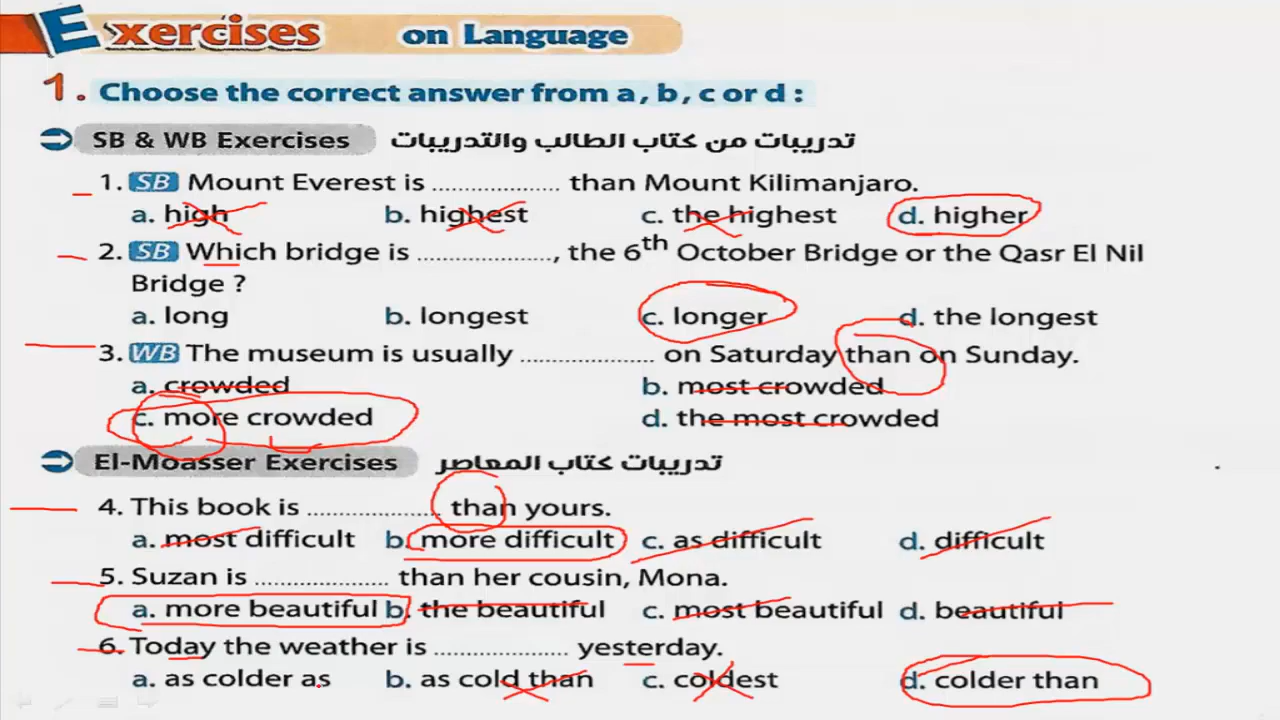 Exercises on Language
1. Choose the correct answer from a , b , c or d :
SB & WB Exercises تدريبات من كتاب الطالب والتدريبات
1. SB Mount Everest is .................... than Mount Kilimanjaro.
a. high b. highest c. the highest d. higher
2. SB Which bridge is ...................., the 6th October Bridge or the Qasr El Nil
Bridge ?
a. long b. longest c. longer d. the longest
3. WB The museum is usually .................... on Saturday than on Sunday.
a. crowded b. most crowded
c. more crowded d. the most crowded
El-Moasser Exercises تدريبات كتاب المعاصر
4. This book is .................... than yours.
a. most difficult b. more difficult c. as difficult d. difficult
5. Suzan is .................... than her cousin, Mona.
a. more beautiful b. the beautiful c. most beautiful d. beautiful
6. Today the weather is .................... yesterday.
a. as colder as b. as cold than c. coldest d. colder than